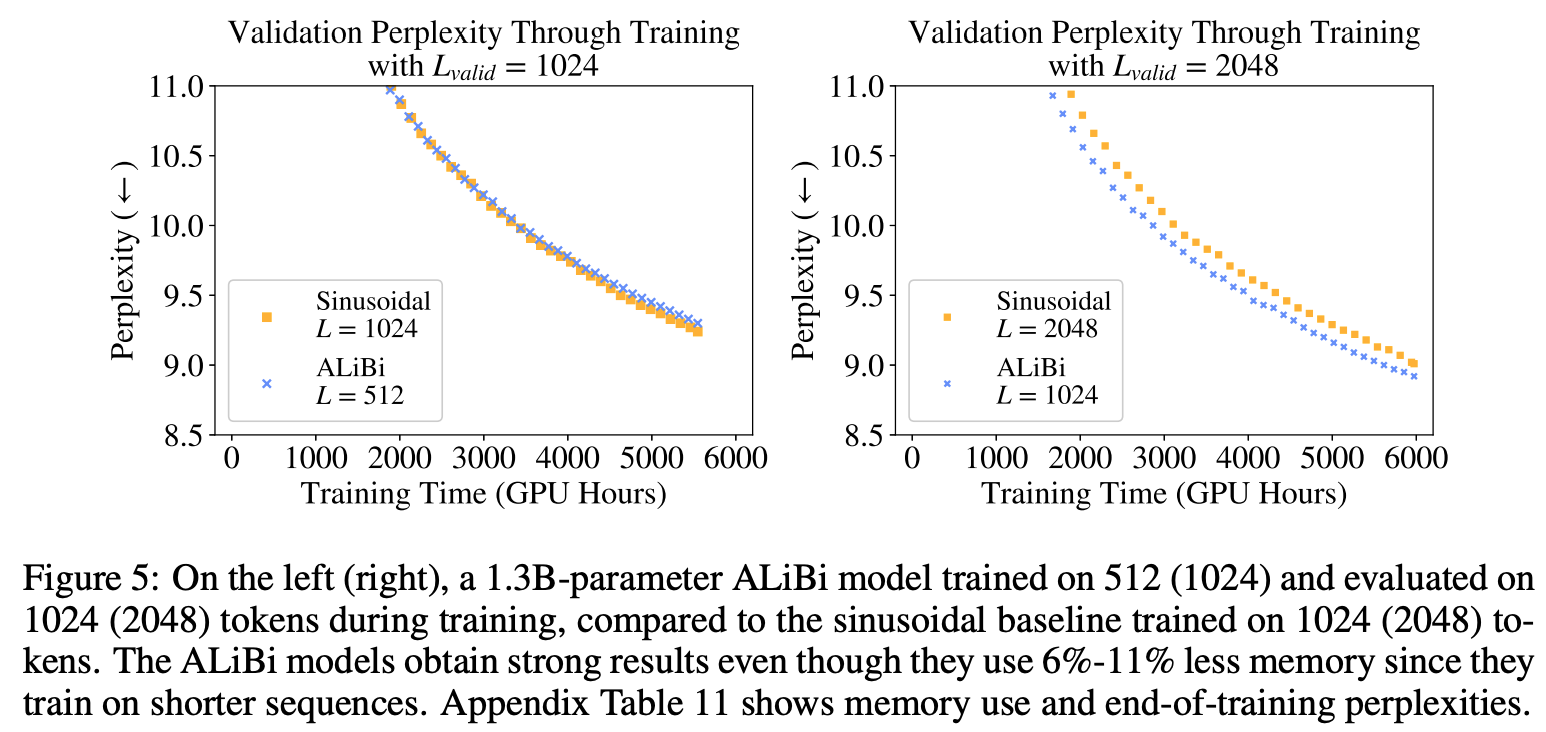 Validation Perplexity Through Training
with L_valid = 1024
11.0
10.5
10.0
9.5
9.0
8.5
Perplexity (←)
Sinusoidal
L = 1024
ALiBi
L = 512
0 1000 2000 3000 4000 5000 6000
Training Time (GPU Hours)
Validation Perplexity Through Training
with L_valid = 2048
11.0
10.5
10.0
9.5
9.0
8.5
Perplexity (←)
Sinusoidal
L = 2048
ALiBi
L = 1024
0 1000 2000 3000 4000 5000 6000
Training Time (GPU Hours)
Figure 5: On the left (right), a 1.3B-parameter ALiBi model trained on 512 (1024) and evaluated on
1024 (2048) tokens during training, compared to the sinusoidal baseline trained on 1024 (2048) to-
kens. The ALiBi models obtain strong results even though they use 6%-11% less memory since they
train on shorter sequences. Appendix Table 11 shows memory use and end-of-training perplexities.